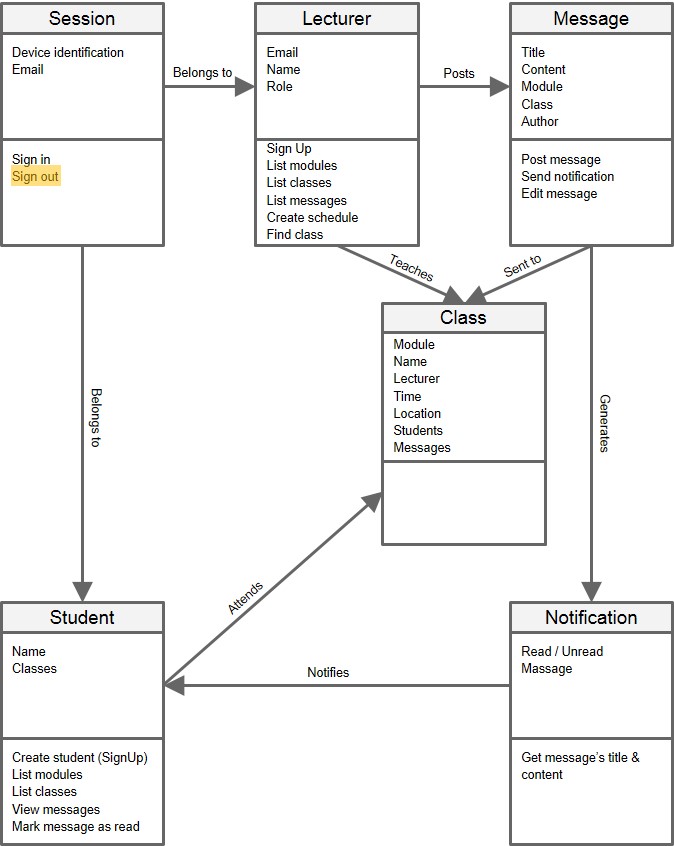 Session
Device identification
Email
Sign in
Sign out
Belongs to
Lecturer
Email
Name
Role
Sign Up
List modules
List classes
List messages
Create schedule
Find class
Posts
Message
Title
Content
Module
Class
Author
Post message
Send notification
Edit message
Teaches
Sent to
Class
Module
Name
Lecturer
Time
Location
Students
Messages
Belongs to
Generates
Attends
Student
Name
Classes
Create student (SignUp)
List modules
List classes
View messages
Mark message as read
Notifies
Notification
Read / Unread
Massage
Get message's title &
content